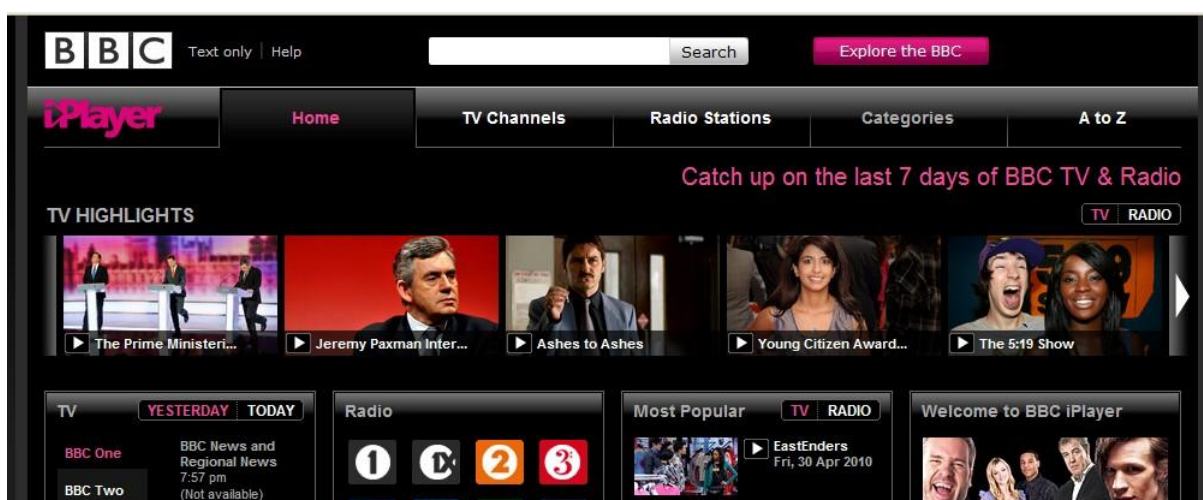 BBC Text only Help Search Explore the BBC
iPlayer Home TV Channels Radio Stations Categories A to Z
Catch up on the last 7 days of BBC TV & Radio
TV HIGHLIGHTS TV RADIO
The Prime Ministeri... Jeremy Paxman Inter... Ashes to Ashes Young Citizen Award... The 5:19 Show
TV YESTERDAY TODAY
BBC One
BBC Two
BBC News and
Regional News
7:57 pm
(Not available)
Radio
1 1X 2 3
Most Popular TV RADIO
EastEnders
Fri, 30 Apr 2010
Welcome to BBC iPlayer